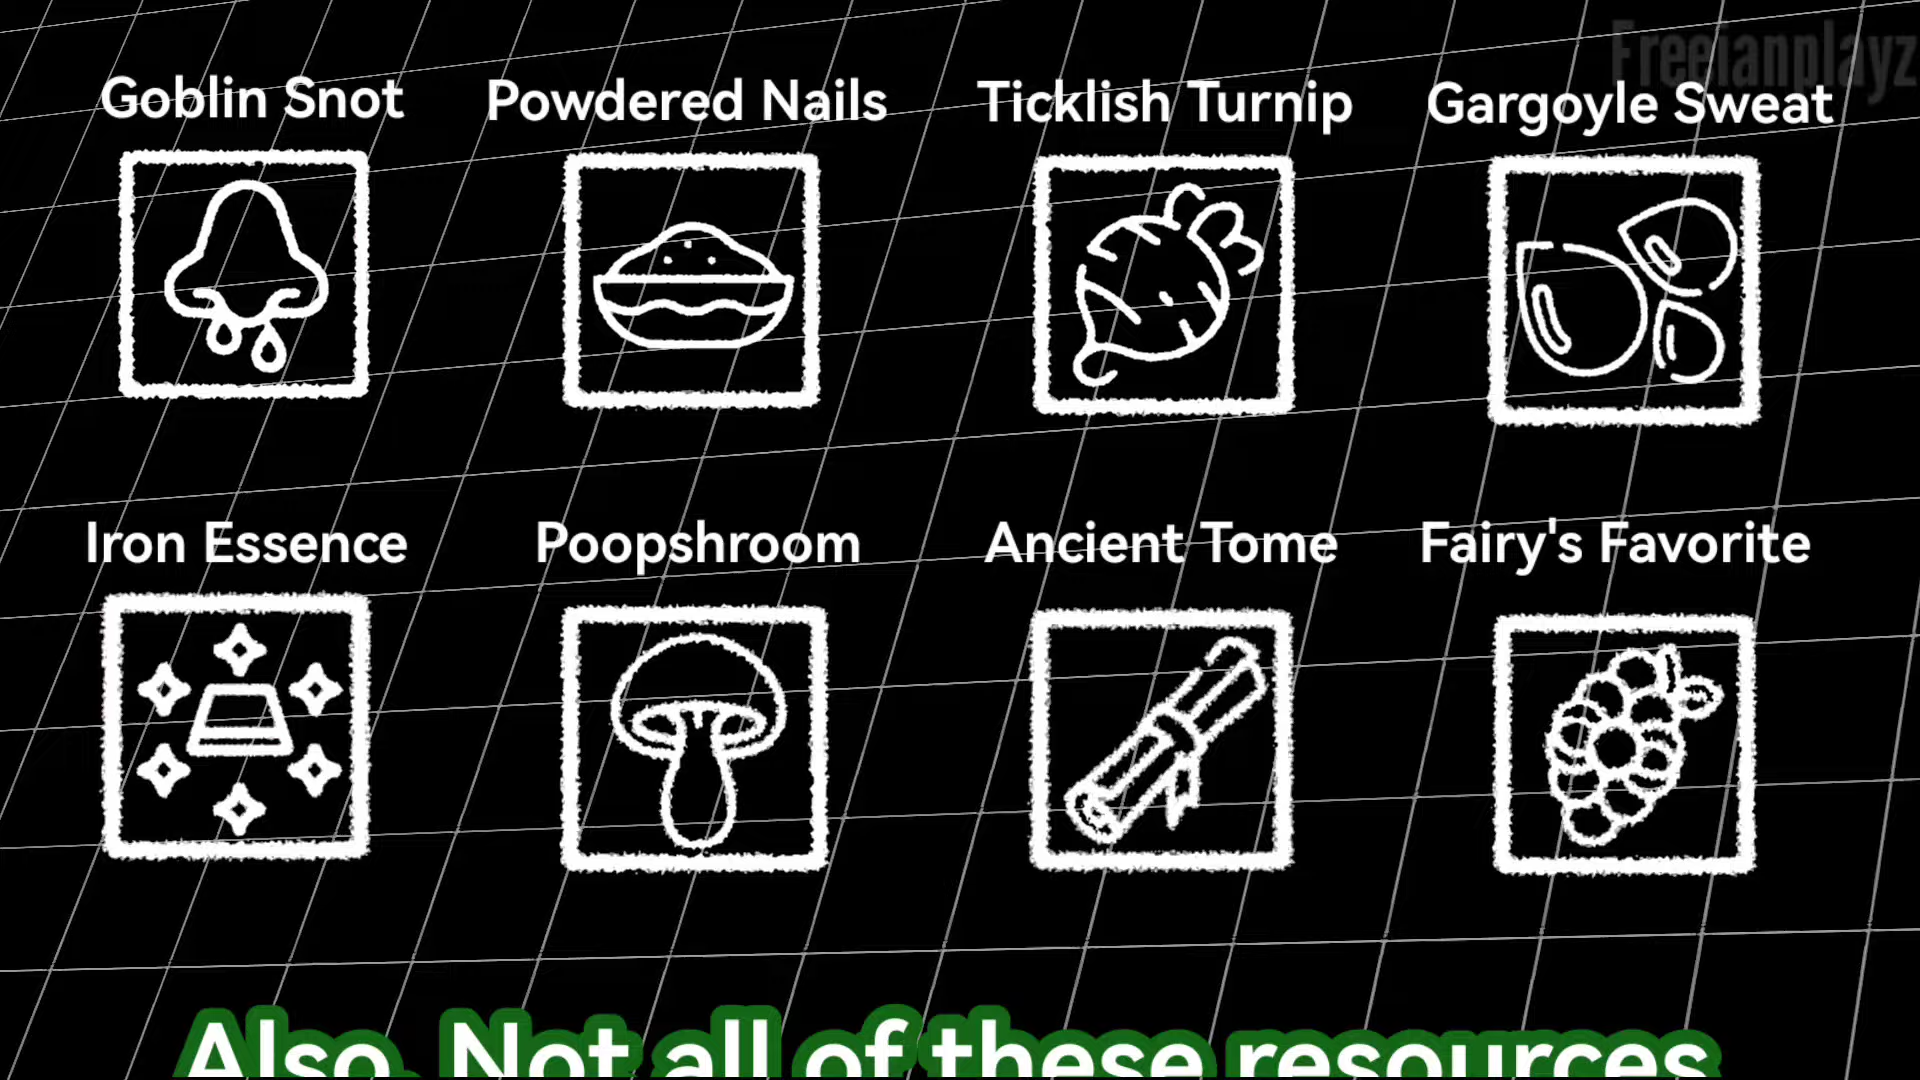 Freeianplayz
Goblin Snot
Powdered Nails
Ticklish Turnip
Gargoyle Sweat
Iron Essence
Poopshroom
Ancient Tome
Fairy's Favorite
Also, Not all of these resources